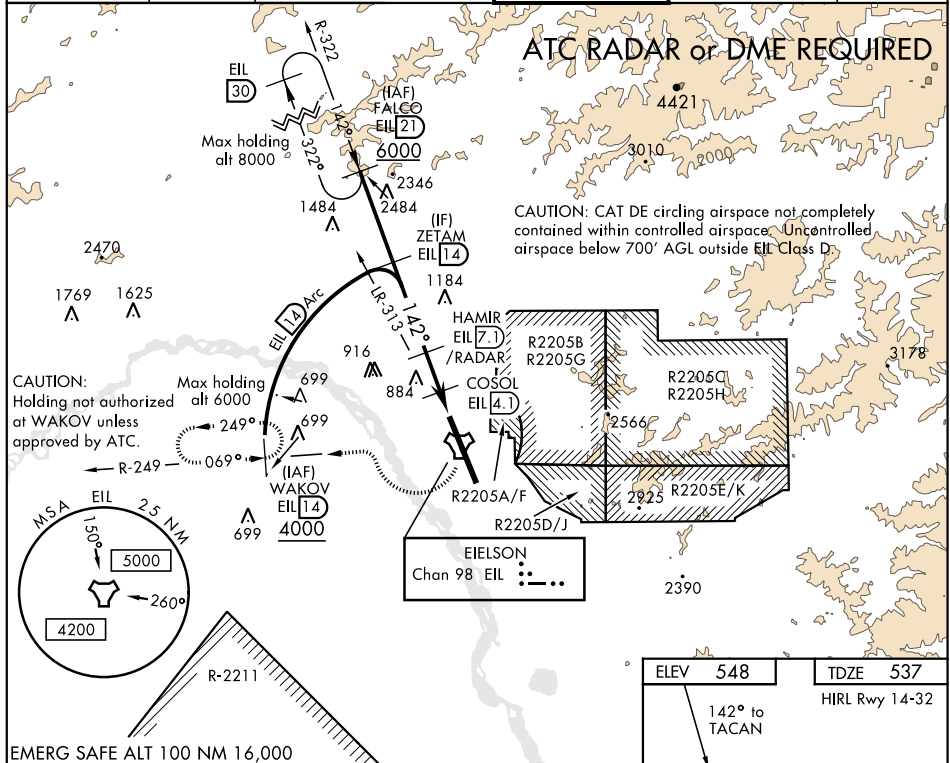 ATC RADAR or DME REQUIRED
R-322
EIL
30
142°
322°
Max holding
alt 8000
(IAF)
FALCO
EIL 21
6000
4421
3010
2000
2346
2484
1484
CAUTION: CAT DE circling airspace not completely
contained within controlled airspace. Uncontrolled
airspace below 700' AGL outside EIL Class D.
(IF)
ZETAM
EIL 14
2470
1769
1625
1184
EIL 14 Arc
LR-313
142°
HAMIR
EIL 7.1
/RADAR
R2205B
R2205G
R2205C
R2205H
3178
916
884
COSOL
EIL 4.1
CAUTION:
Holding not authorized
at WAKOV unless
approved by ATC.
Max holding
alt 6000
699
699
249°
069°
R-249
2566
(IAF)
WAKOV
EIL 14
4000
699
R2205A/F
R2205D/J
2925
R2205E/K
MSA EIL 25 NM
150°
5000
260°
4200
EIELSON
Chan 98 EIL
2390
R-2211
EMERG SAFE ALT 100 NM 16,000
ELEV 548
TDZE 537
HIRL Rwy 14-32
142° to
TACAN